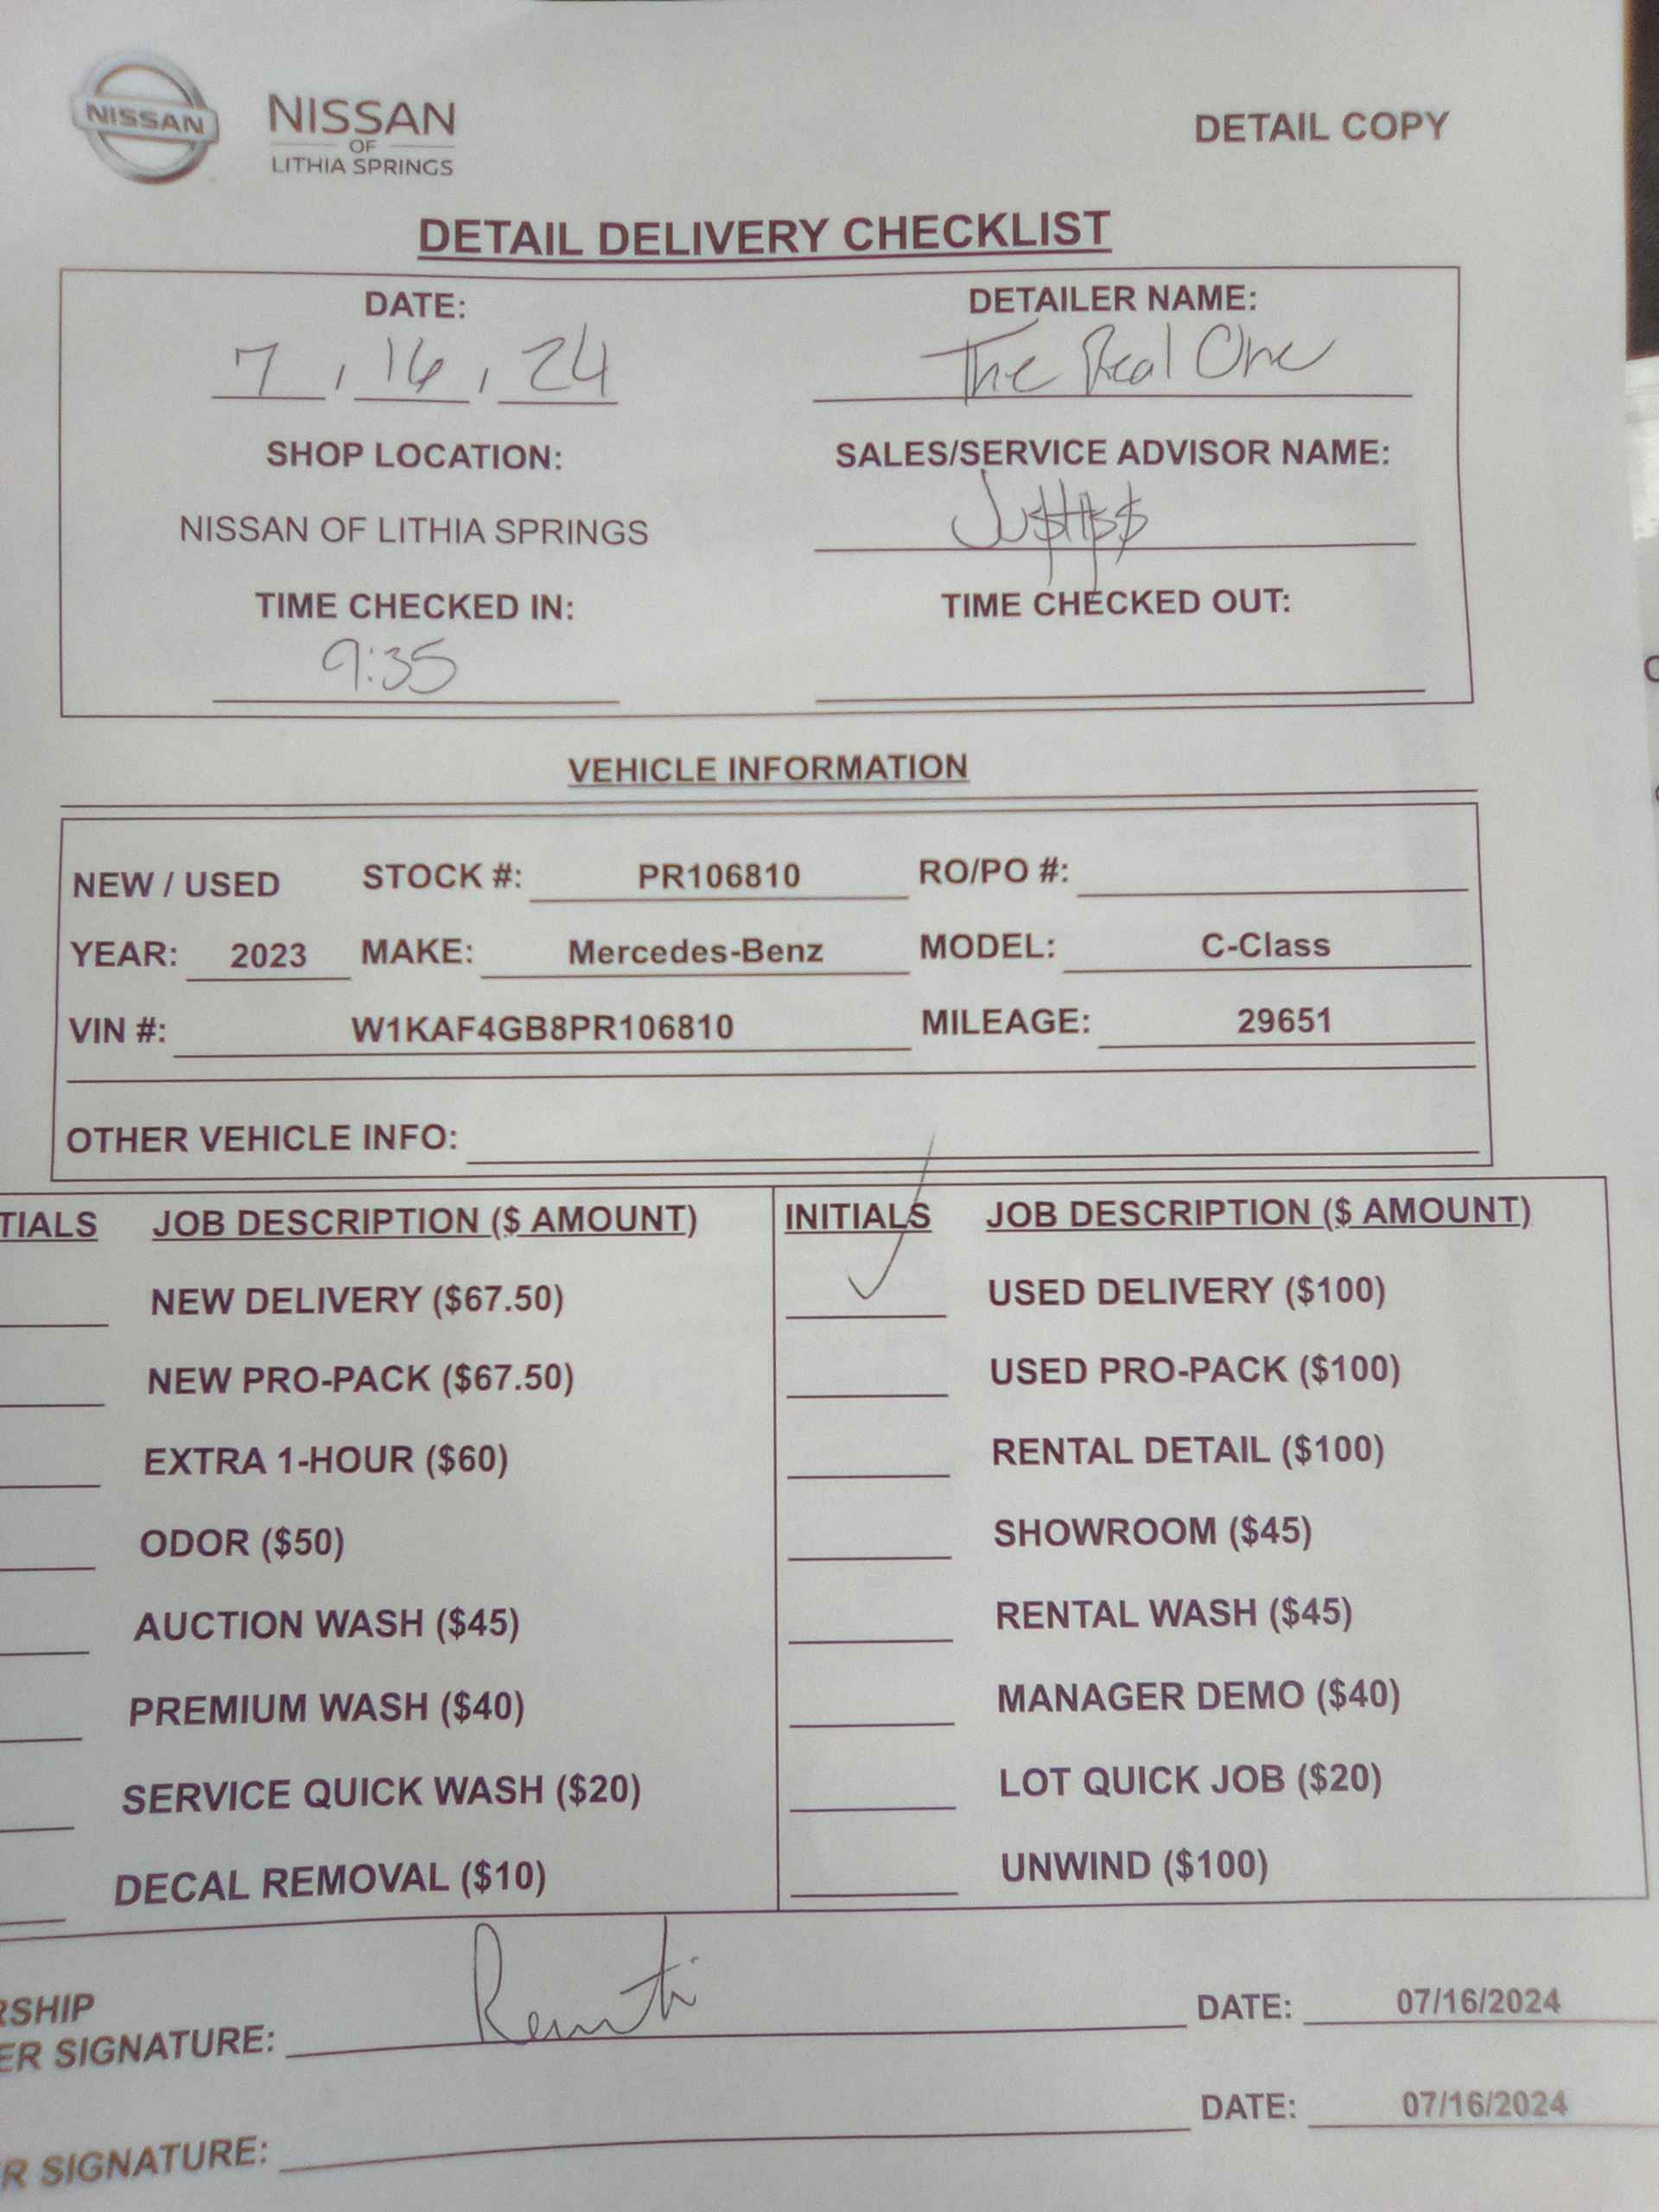 NISSAN
NISSAN
OF
LITHIA SPRINGS
DETAIL COPY
DETAIL DELIVERY CHECKLIST
DATE: DETAILER NAME:
7, 16, 24 The Real One
SHOP LOCATION: SALES/SERVICE ADVISOR NAME:
NISSAN OF LITHIA SPRINGS
TIME CHECKED IN: TIME CHECKED OUT:
9:35
VEHICLE INFORMATION
NEW / USED STOCK #: PR106810 RO/PO #:
YEAR: 2023 MAKE: Mercedes-Benz MODEL: C-Class
VIN #: W1KAF4GB8PR106810 MILEAGE: 29651
OTHER VEHICLE INFO:
TIALS JOB DESCRIPTION ($ AMOUNT) INITIALS JOB DESCRIPTION ($ AMOUNT)
NEW DELIVERY ($67.50) ✓ USED DELIVERY ($100)
NEW PRO-PACK ($67.50) USED PRO-PACK ($100)
EXTRA 1-HOUR ($60) RENTAL DETAIL ($100)
ODOR ($50) SHOWROOM ($45)
AUCTION WASH ($45) RENTAL WASH ($45)
PREMIUM WASH ($40) MANAGER DEMO ($40)
SERVICE QUICK WASH ($20) LOT QUICK JOB ($20)
DECAL REMOVAL ($10) UNWIND ($100)
RSHIP
ER SIGNATURE: DATE: 07/16/2024
R SIGNATURE: DATE: 07/16/2024